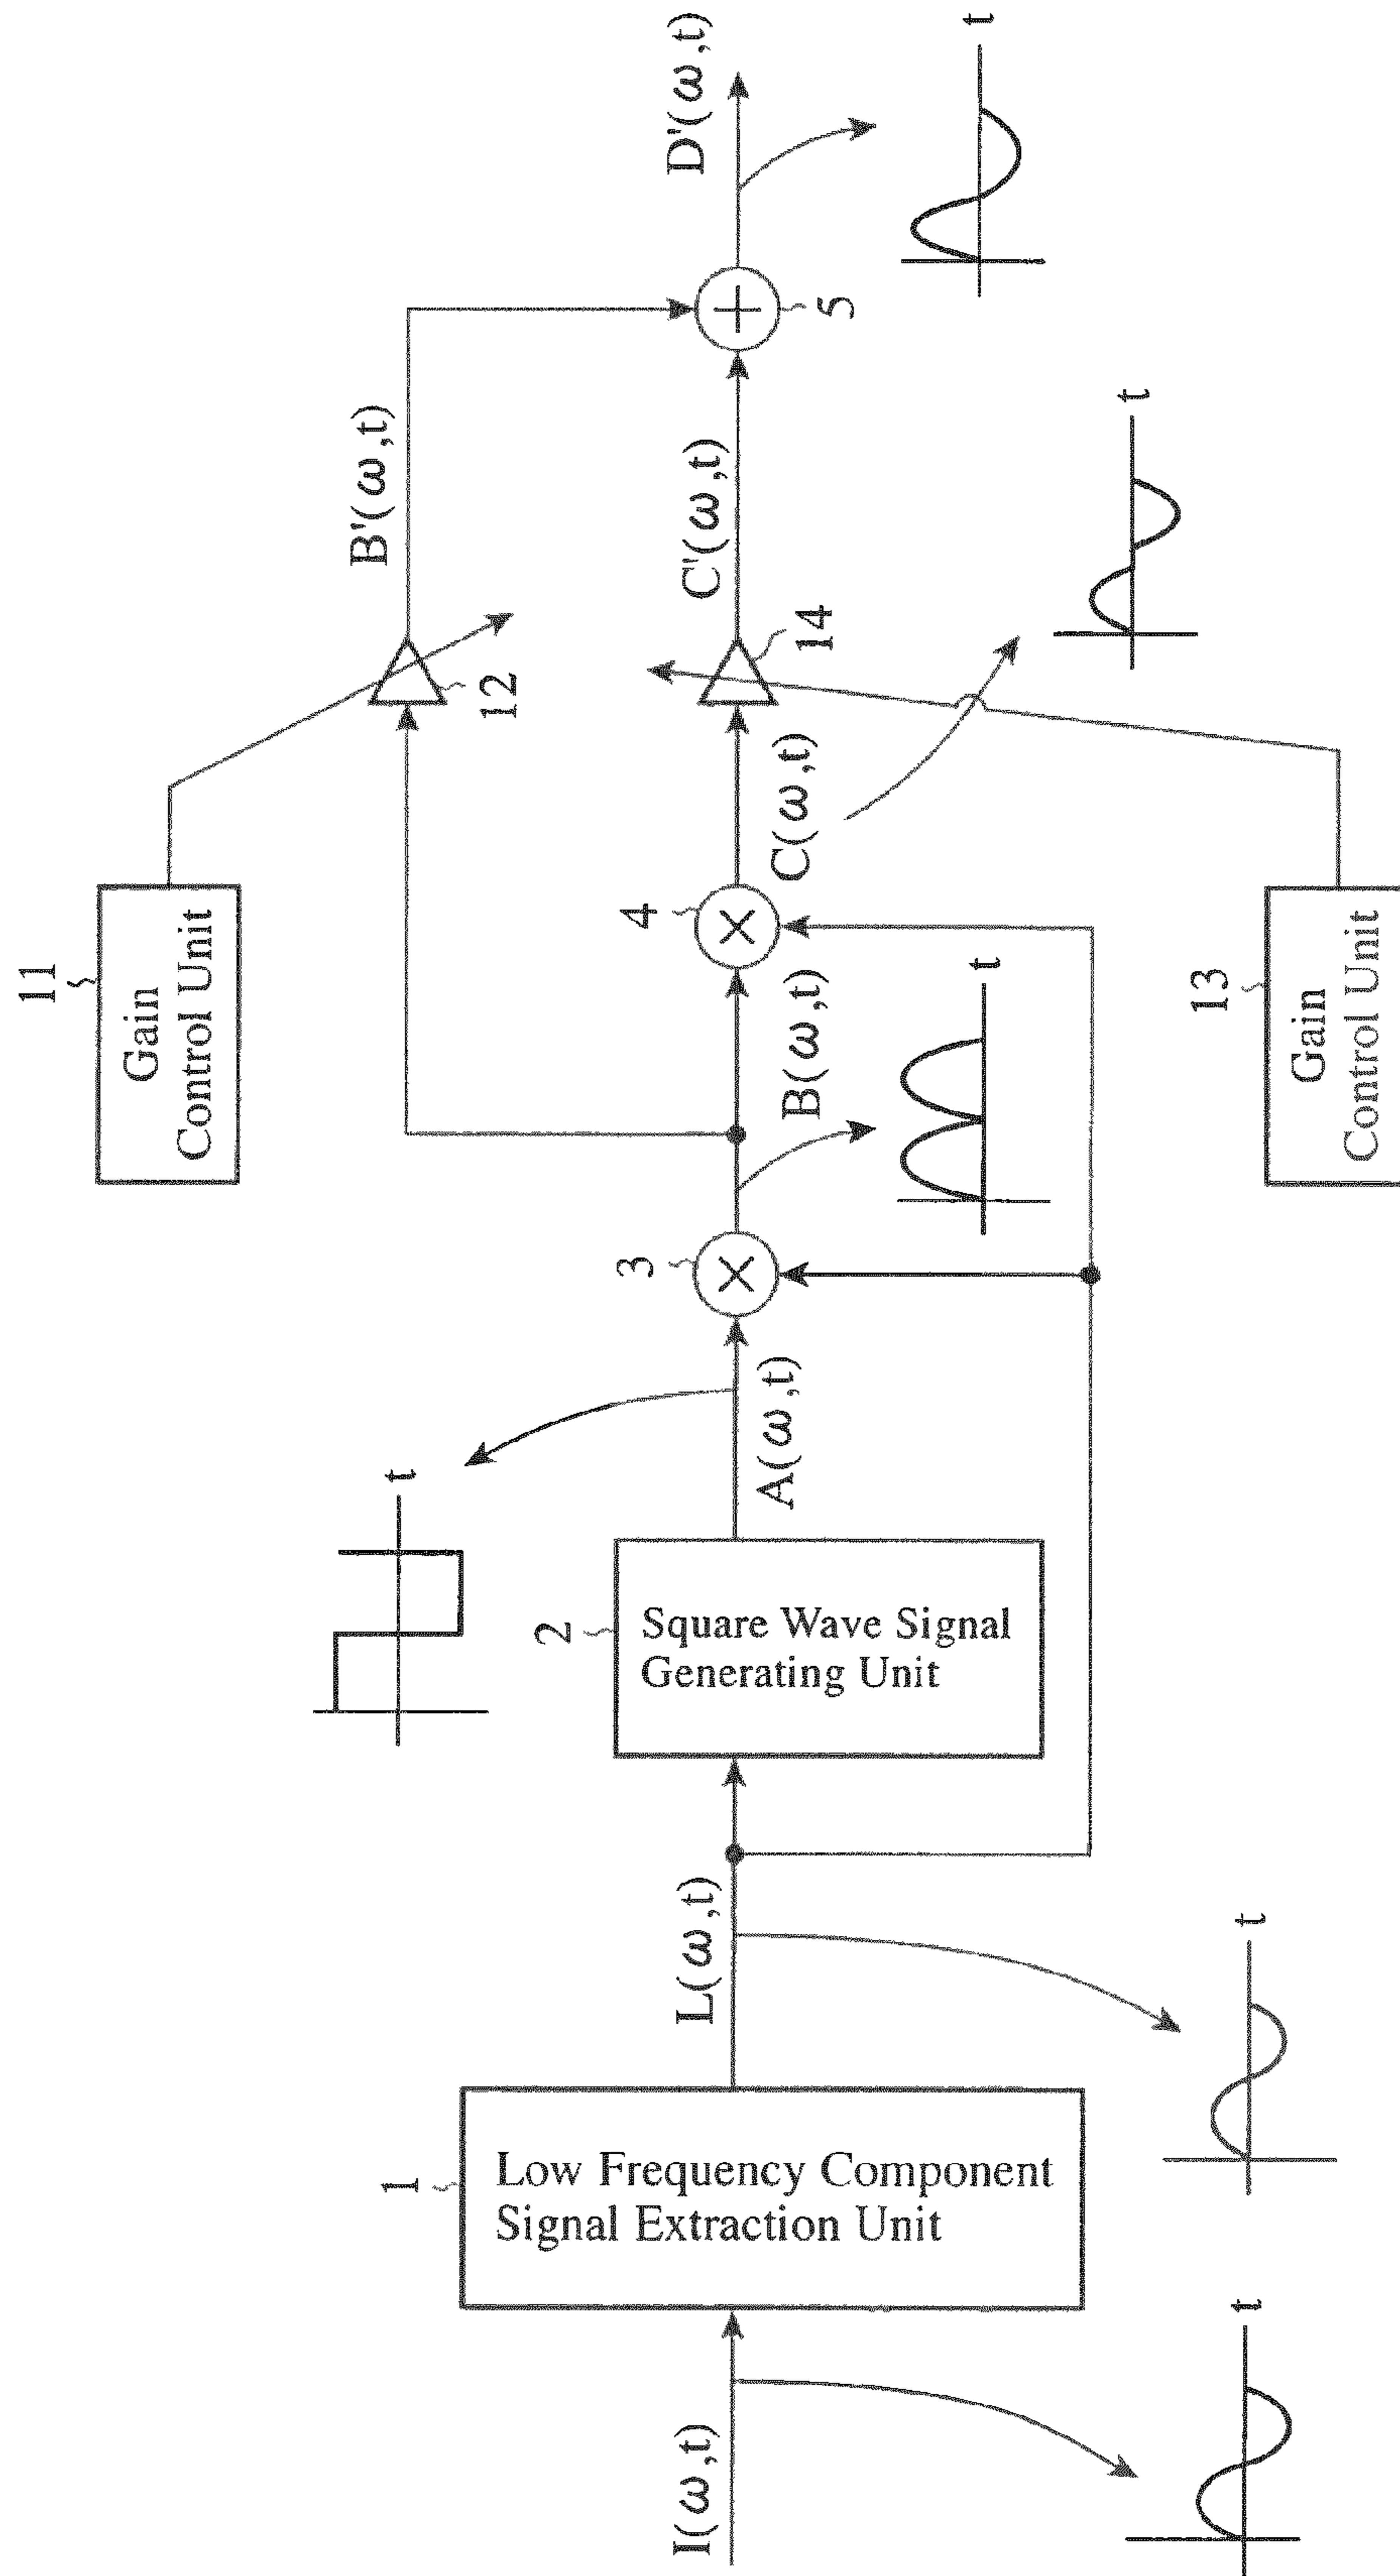 I(ω,t)
1
Low Frequency Component
Signal Extraction Unit
L(ω,t)
2
Square Wave Signal
Generating Unit
A(ω,t)
3
×
B(ω,t)
4
×
C(ω,t)
11
Gain
Control Unit
12
B'(ω,t)
13
Gain
Control Unit
14
C'(ω,t)
+
5
D'(ω,t)
t
t
t
t
t
t